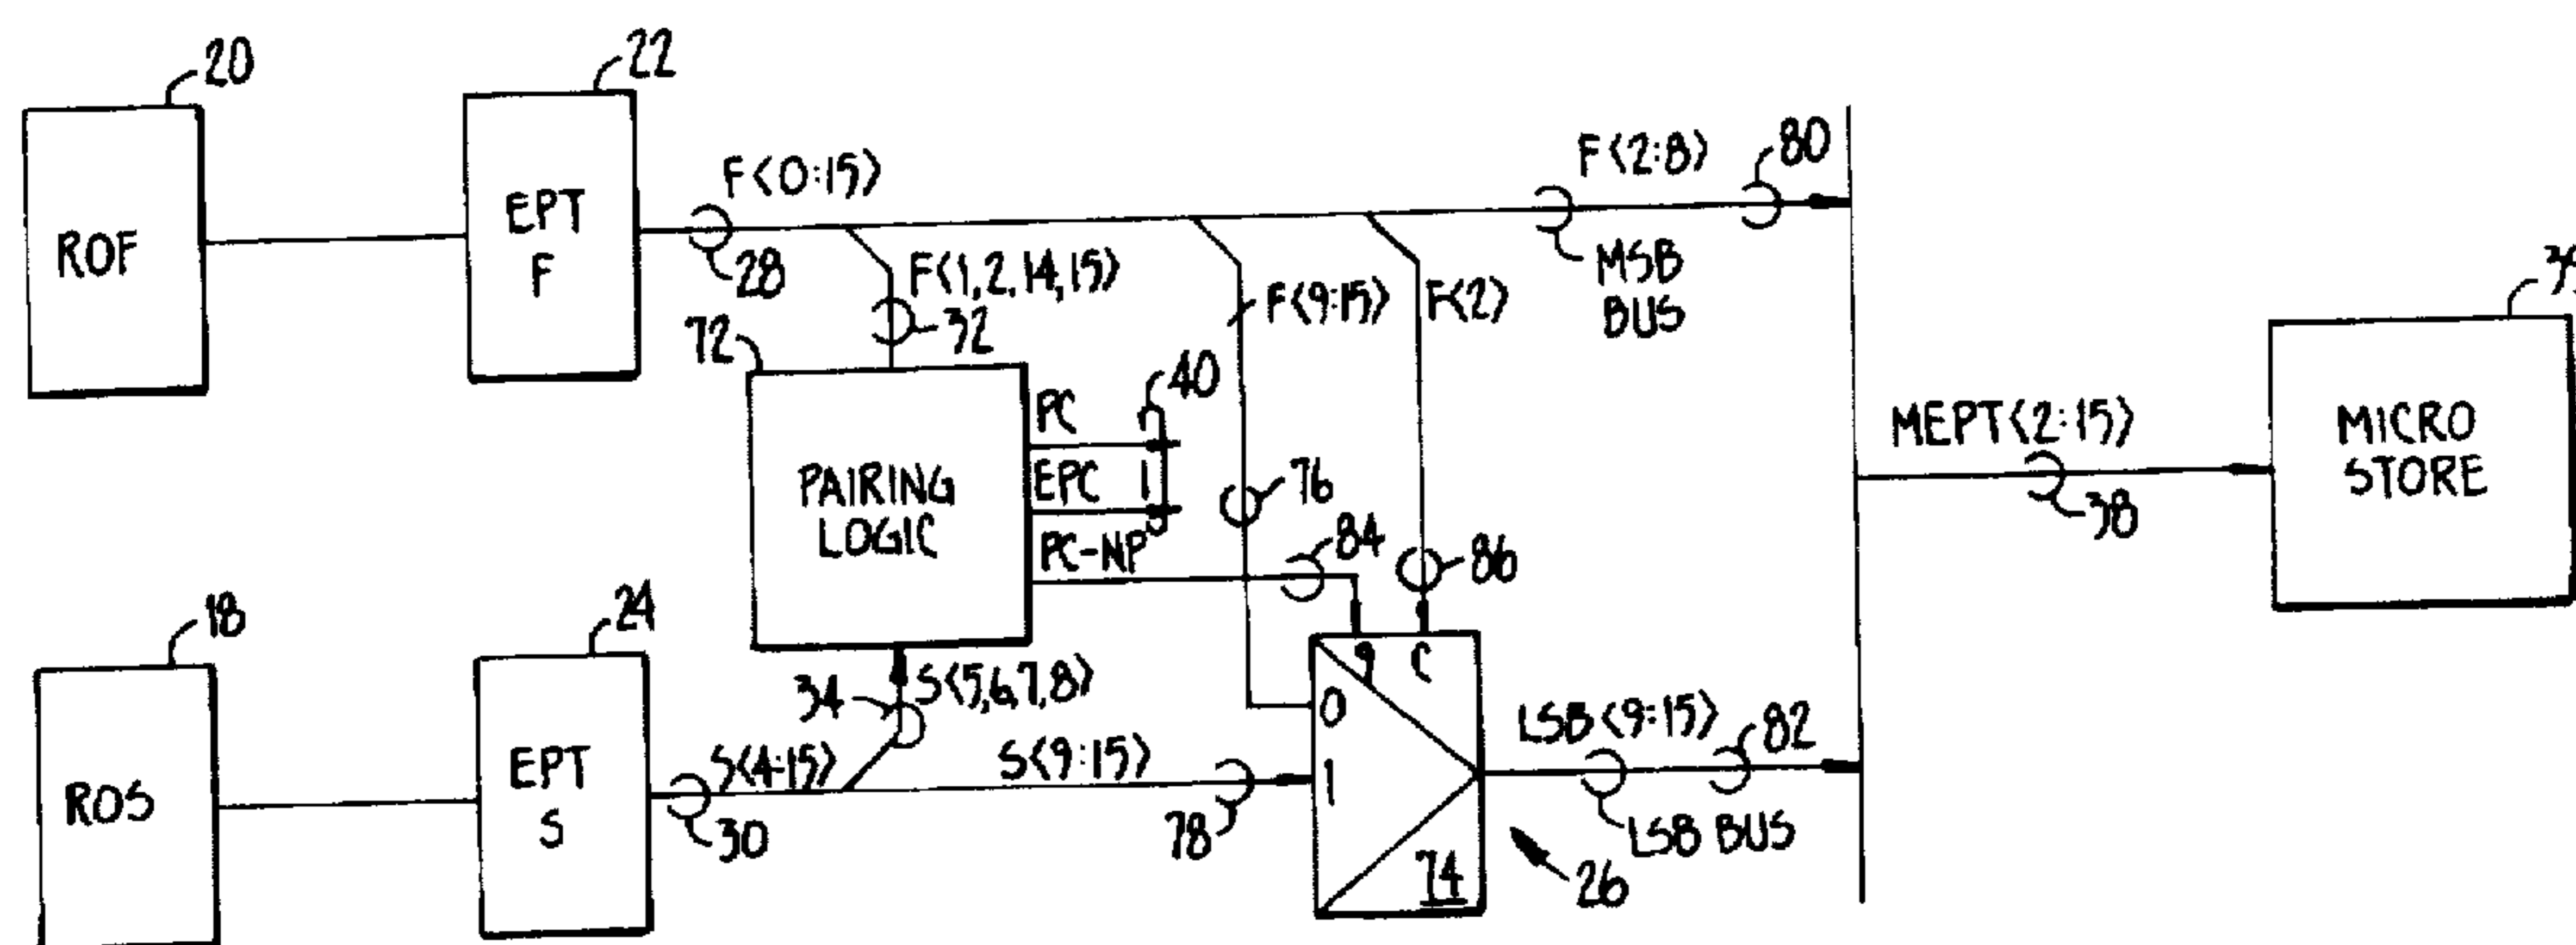 20
22
ROF
EPT
F
F<0:15>
28
F<1,2,14,15>
32
F<9:15>
F<2>
F<2:8>
80
MSB
BUS
72
PAIRING
LOGIC
PC
EPC
PC-NP
40
76
84
86
MEPT<2:15>
38
MICRO
STORE
18
24
ROS
EPT
S
S<4:15>
30
34
S<5,6,7,8>
S<9:15>
78
C
0
1
74
26
LSB<9:15>
82
LSB BUS